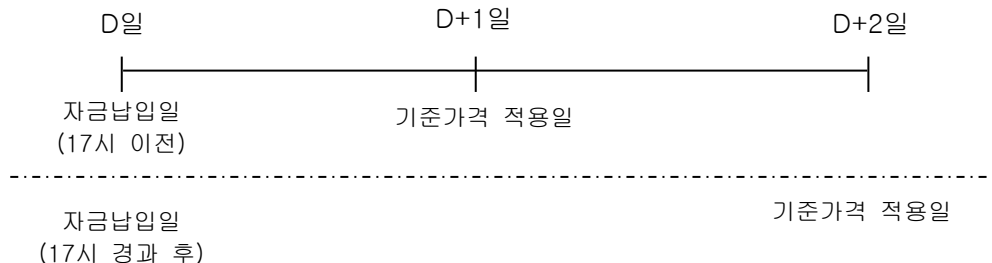 D일
D+1일
D+2일
자금납입일
(17시 이전)
기준가격 적용일
자금납입일
(17시 경과 후)
기준가격 적용일